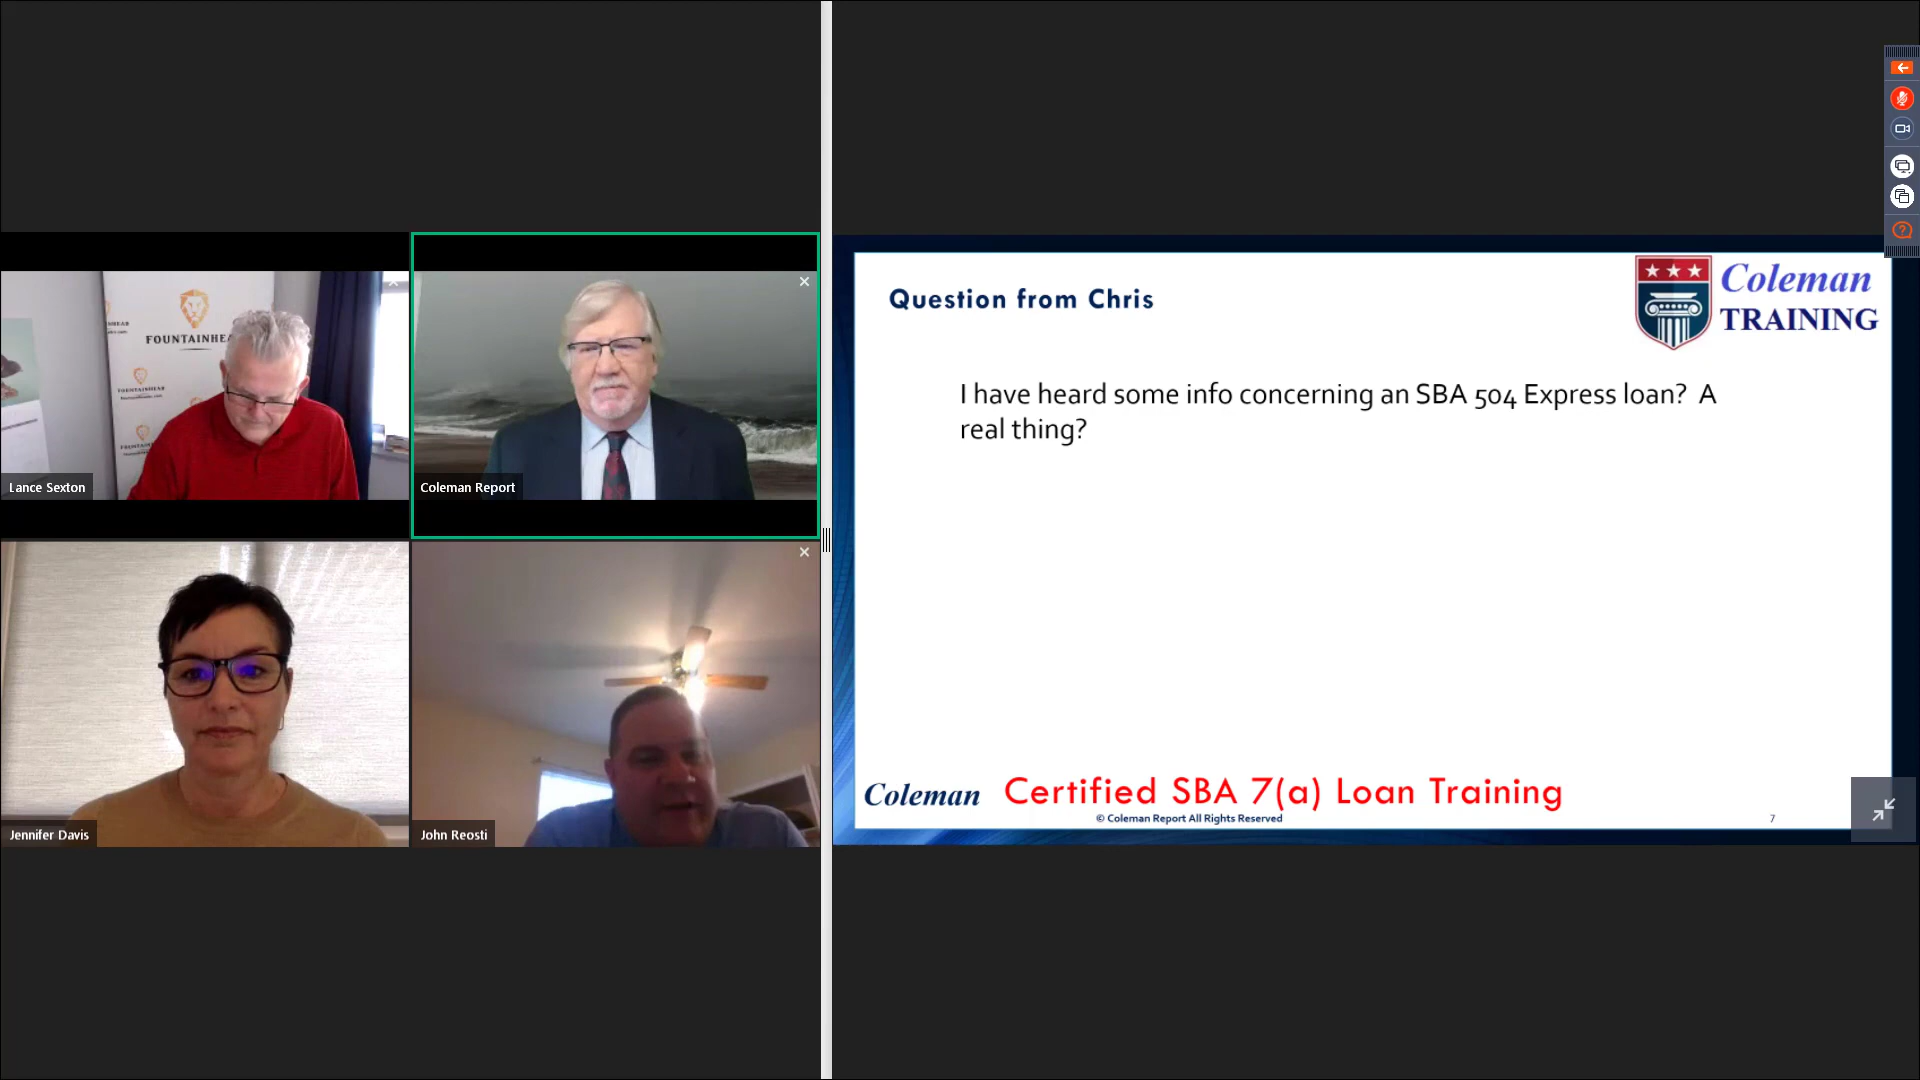 FOUNTAINHEA
FOUNTAINHEAD
Lance Sexton
Coleman Report
Jennifer Davis
John Reosti
Question from Chris
Coleman
TRAINING
I have heard some info concerning an SBA 504 Express loan?  A
real thing?
Coleman
Certified SBA 7(a) Loan Training
© Coleman Report All Rights Reserved
7